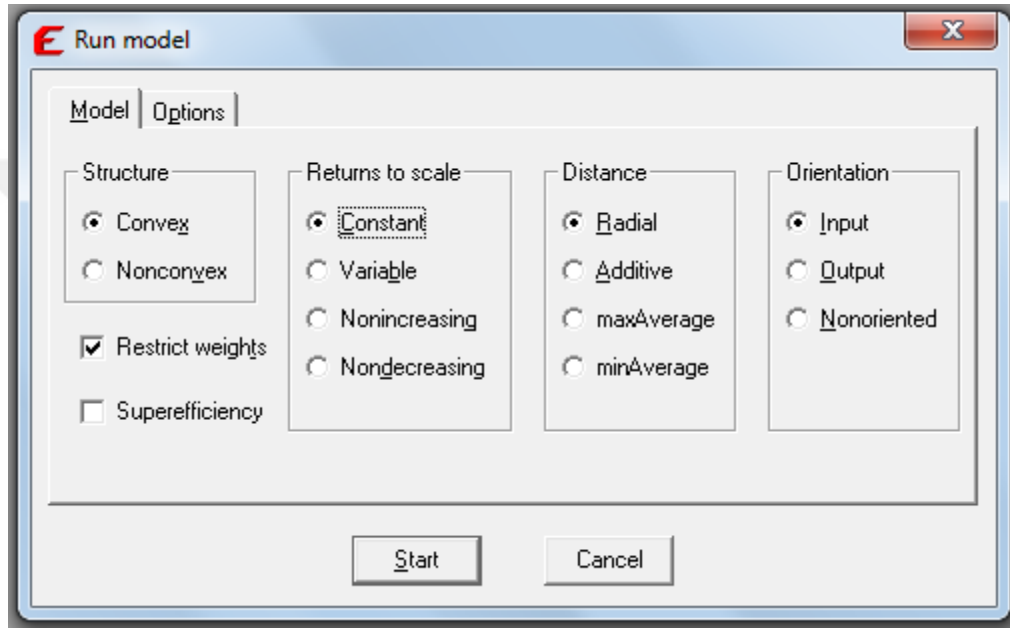 Run model
Model
Options
Structure
Convex
Nonconvex
Restrict weights
Superefficiency
Returns to scale
Constant
Variable
Nonincreasing
Nondecreasing
Distance
Radial
Additive
maxAverage
minAverage
Orientation
Input
Output
Nonoriented
Start
Cancel